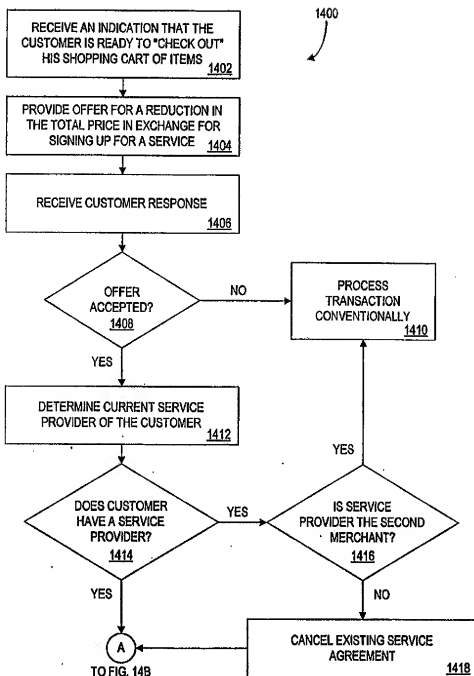 1400
RECEIVE AN INDICATION THAT THE
CUSTOMER IS READY TO "CHECK OUT"
HIS SHOPPING CART OF ITEMS
1402
PROVIDE OFFER FOR A REDUCTION IN
THE TOTAL PRICE IN EXCHANGE FOR
SIGNING UP FOR A SERVICE
1404
RECEIVE CUSTOMER RESPONSE
1406
OFFER
ACCEPTED?
1408
NO
PROCESS
TRANSACTION
CONVENTIONALLY
1410
YES
DETERMINE CURRENT SERVICE
PROVIDER OF THE CUSTOMER
1412
YES
DOES CUSTOMER
HAVE A SERVICE
PROVIDER?
1414
YES
IS SERVICE
PROVIDER THE SECOND
MERCHANT?
1416
YES
NO
A
TO FIG. 14B
CANCEL EXISTING SERVICE
AGREEMENT
1418